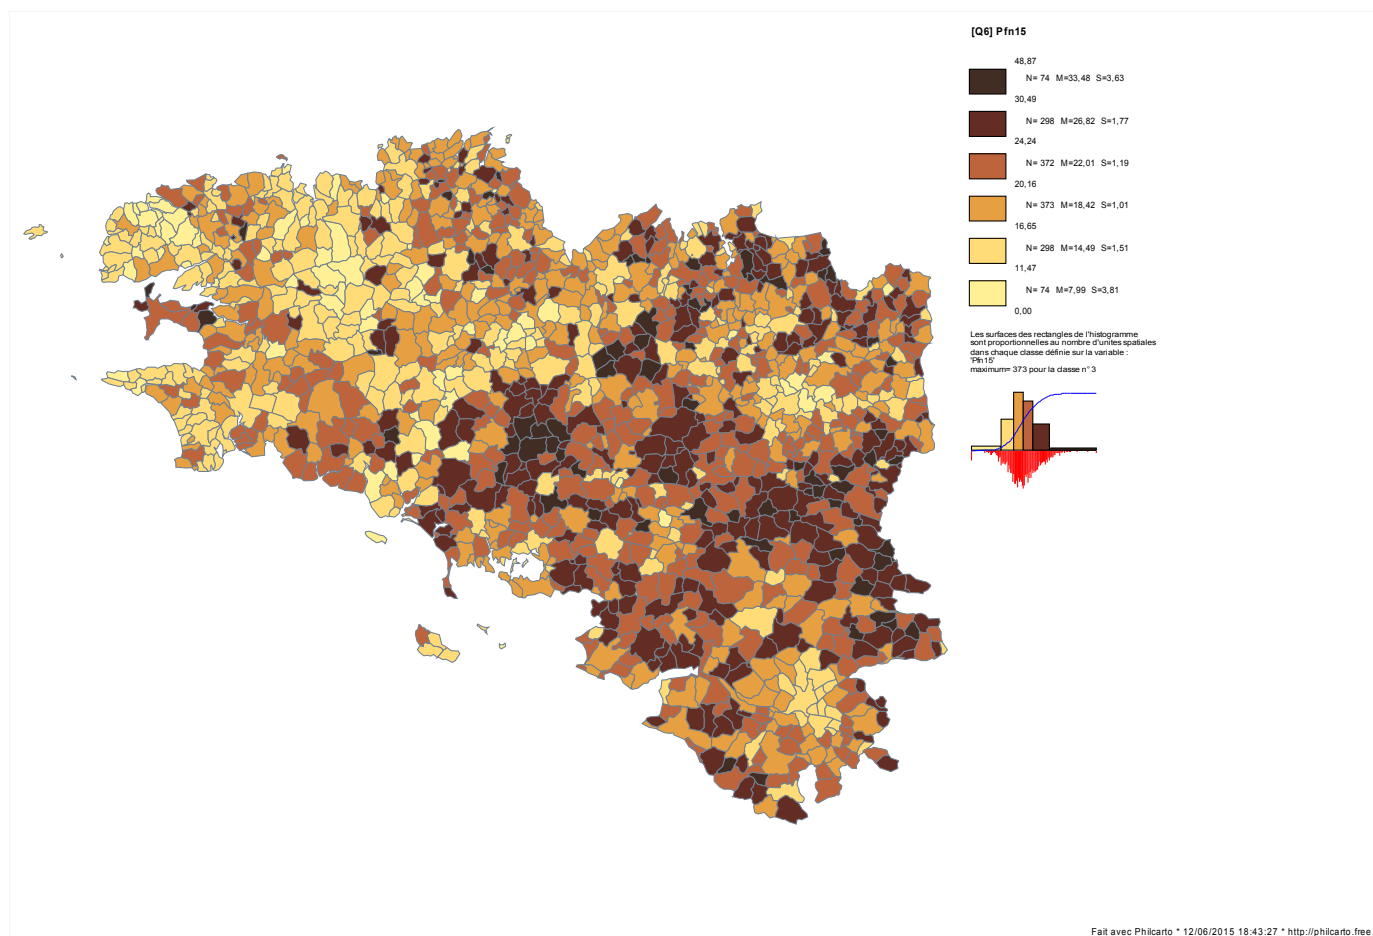 [Q6] Pfn15
48,87
N= 74 M=33,48 S=3,63
30,49
N= 298 M=26,82 S=1,77
24,24
N= 372 M=22,01 S=1,19
20,16
N= 373 M=18,42 S=1,01
16,65
N= 298 M=14,49 S=1,51
11,47
N= 74 M=7,99 S=3,81
0,00
Les surfaces des rectangles de l'histogramme
sont proportionnelles au nombre d'unites spatiales
dans chaque classe définie sur la variable :
'Pfn15'
maximum= 373 pour la classe n° 3
Fait avec Philcarto * 12/06/2015 18:43:27 * http://philcarto.free.